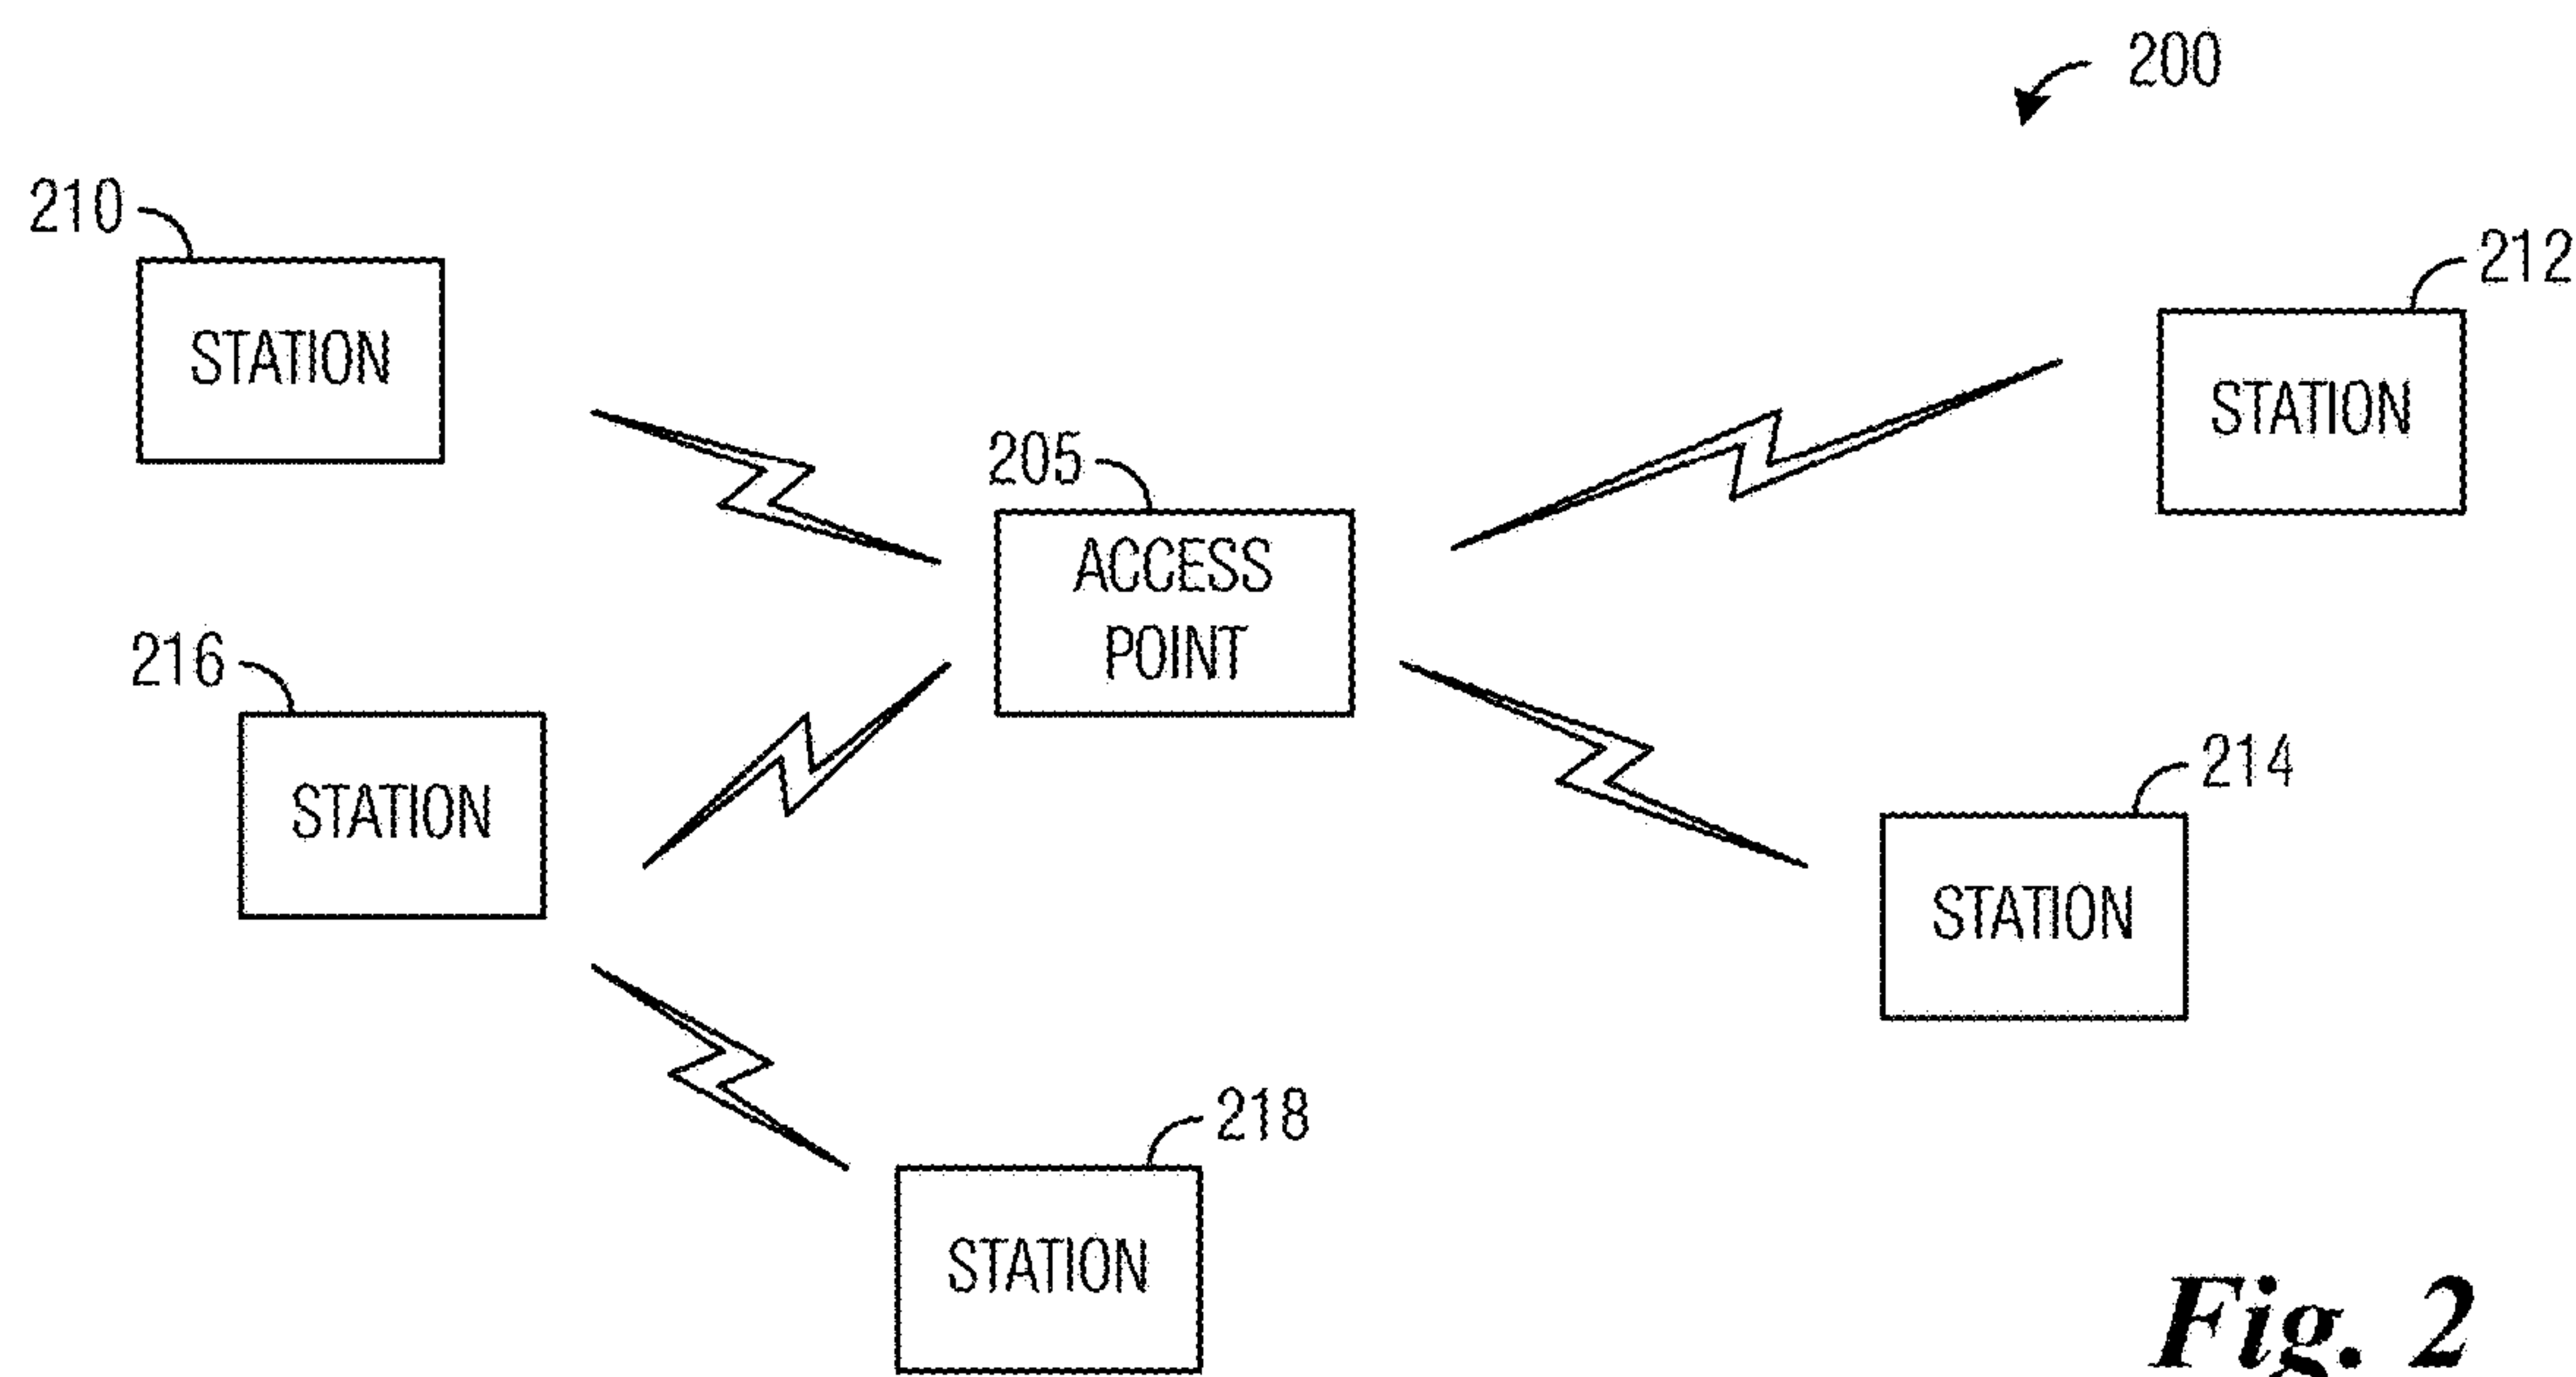 200
210
STATION
212
STATION
205
ACCESS
POINT
216
STATION
214
STATION
218
STATION
Fig. 2